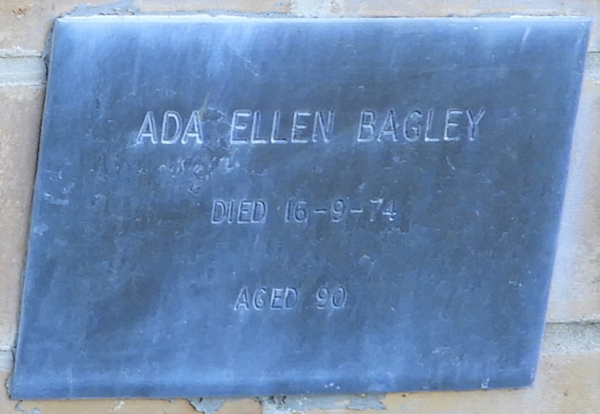 ADA ELLEN BAGLEY
DIED 16-9-74
AGED 90